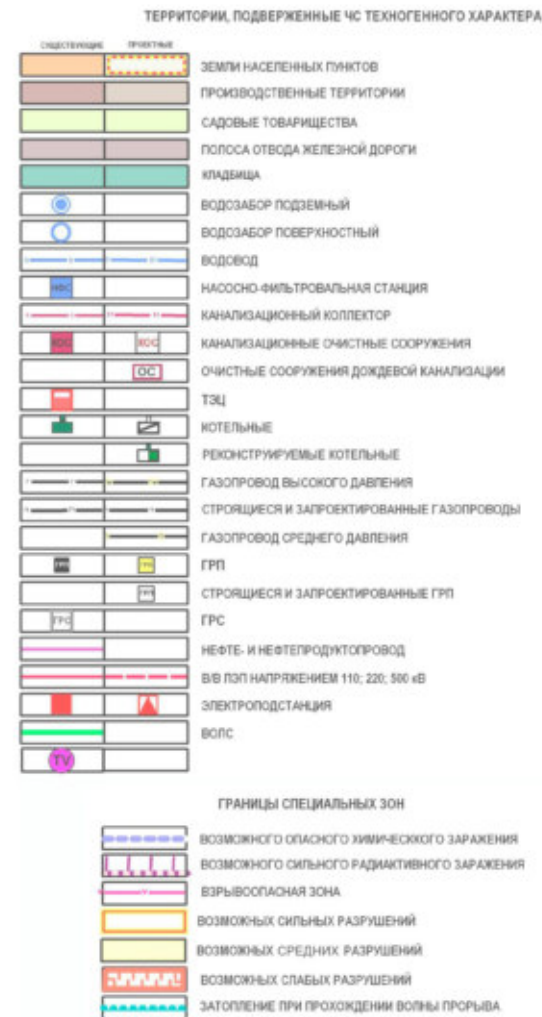 ТЕРРИТОРИИ, ПОДВЕРЖЕННЫЕ ЧС ТЕХНОГЕННОГО ХАРАКТЕРА
СУЩЕСТВУЮЩИЕ ПРОЕКТНЫЕ
ЗЕМЛИ НАСЕЛЕННЫХ ПУНКТОВ
ПРОИЗВОДСТВЕННЫЕ ТЕРРИТОРИИ
САДОВЫЕ ТОВАРИЩЕСТВА
ПОЛОСА ОТВОДА ЖЕЛЕЗНОЙ ДОРОГИ
КЛАДБИЩА
ВОДОЗАБОР ПОДЗЕМНЫЙ
ВОДОЗАБОР ПОВЕРХНОСТНЫЙ
ВОДОВОД
НФС НАСОСНО-ФИЛЬТРОВАЛЬНАЯ СТАНЦИЯ
КАНАЛИЗАЦИОННЫЙ КОЛЛЕКТОР
КОС КОС КАНАЛИЗАЦИОННЫЕ ОЧИСТНЫЕ СООРУЖЕНИЯ
ОС ОЧИСТНЫЕ СООРУЖЕНИЯ ДОЖДЕВОЙ КАНАЛИЗАЦИИ
ТЭЦ
КОТЕЛЬНЫЕ
РЕКОНСТРУИРУЕМЫЕ КОТЕЛЬНЫЕ
ГАЗОПРОВОД ВЫСОКОГО ДАВЛЕНИЯ
СТРОЯЩИЕСЯ И ЗАПРОЕКТИРОВАННЫЕ ГАЗОПРОВОДЫ
ГАЗОПРОВОД СРЕДНЕГО ДАВЛЕНИЯ
ГРП ГРП ГРП
ГРП СТРОЯЩИЕСЯ И ЗАПРОЕКТИРОВАННЫЕ ГРП
ГРС ГРС
НЕФТЕ- И НЕФТЕПРОДУКТОПРОВОД
В/В ЛЭП НАПРЯЖЕНИЕМ 110; 220; 500 кВ
ЭЛЕКТРОПОДСТАНЦИЯ
ВОЛС
TV
ГРАНИЦЫ СПЕЦИАЛЬНЫХ ЗОН
ВОЗМОЖНОГО ОПАСНОГО ХИМИЧЕСККОГО ЗАРАЖЕНИЯ
ВОЗМОЖНОГО СИЛЬНОГО РАДИАКТИВНОГО ЗАРАЖЕНИЯ
ВЗРЫВООПАСНАЯ ЗОНА
ВОЗМОЖНЫХ СИЛЬНЫХ РАЗРУШЕНИЙ
ВОЗМОЖНЫХ СРЕДНИХ РАЗРУШЕНИЙ
ВОЗМОЖНЫХ СЛАБЫХ РАЗРУШЕНИЙ
ЗАТОПЛЕНИЕ ПРИ ПРОХОЖДЕНИИ ВОЛНЫ ПРОРЫВА